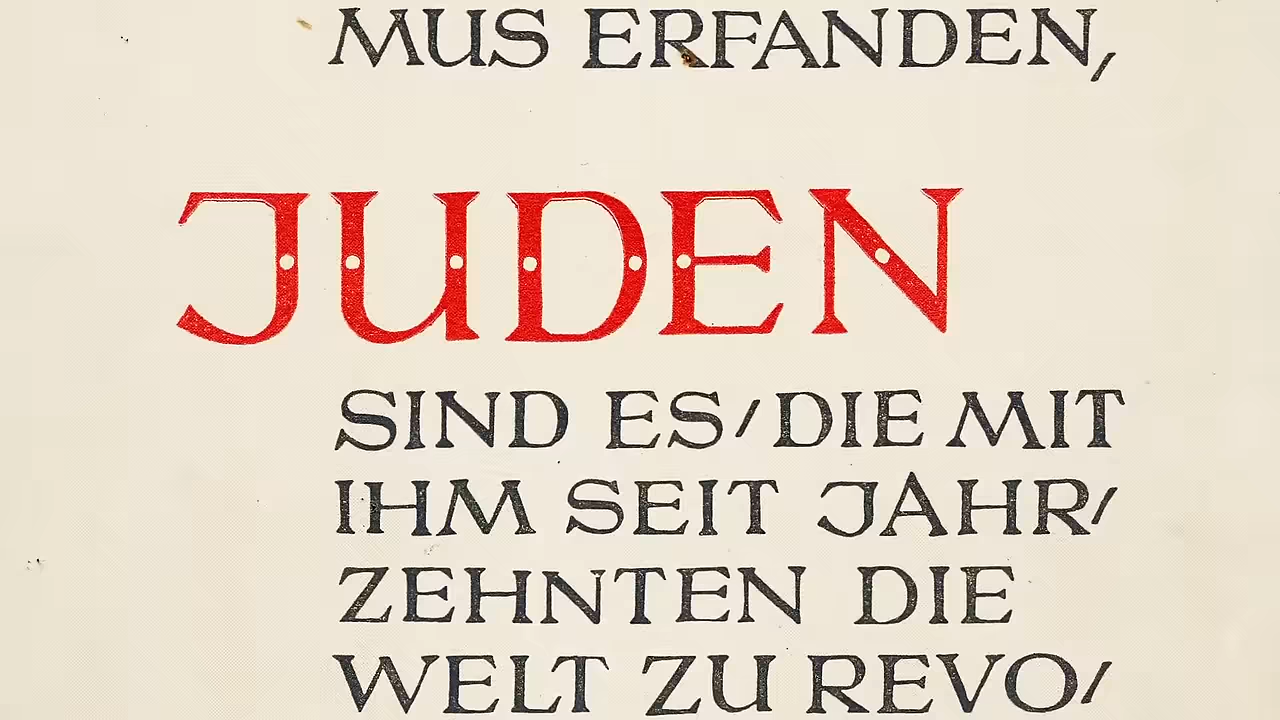 MUS ERFANDEN,
JUDEN
SIND ES/DIE MIT
IHM SEIT JAHR/
ZEHNTEN DIE
WELT ZU REVO/